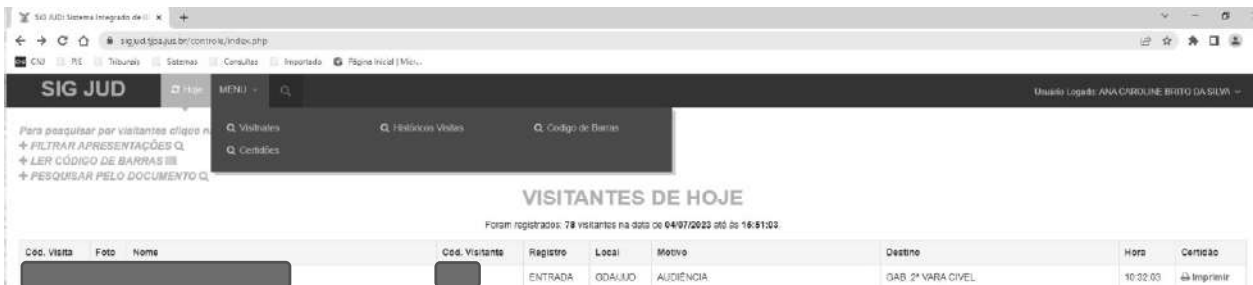 SIG JUD: Sistema Integrado de
sigjud.tjpa.jus.br/controle/index.php
CNJ PJE Tribunais Sistemas Consultas Importado Página Inicial | Micr...
SIG JUD Hoje MENU Usuário Logado: ANA CAROLINE BRITO DA SILVA
Para pesquisar por visitantes clique n
Visitnates Históricos Visitas Codigo de Barras
+ FILTRAR APRESENTAÇÕES
Certidões
+ LER CÓDIGO DE BARRAS
+ PESQUISAR PELO DOCUMENTO
VISITANTES DE HOJE
Foram registrados: 78 visitantes na data de 04/07/2023 até às 16:51:03
Cód. Visita Foto Nome Cód. Visitante Registro Local Motivo Destino Hora Certidão
ENTRADA AUDIÊNCIA GAB. 2ª VARA CIVEL 10:32:03 Imprimir